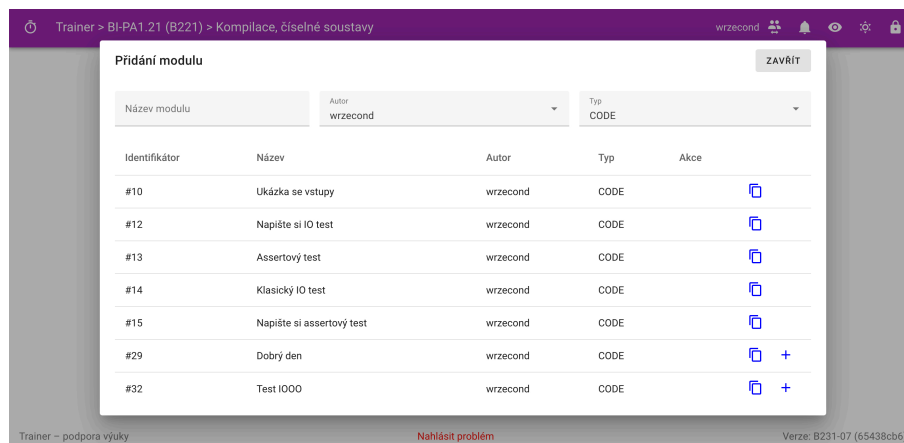 Trainer > BI-PA1.21 (B221) > Kompilace, číselné soustavy wrzecond
Přidání modulu ZAVŘÍT
Název modulu Autor wrzecond Typ CODE
Identifikátor Název Autor Typ Akce
#10 Ukázka se vstupy wrzecond CODE
#12 Napište si IO test wrzecond CODE
#13 Assertový test wrzecond CODE
#14 Klasický IO test wrzecond CODE
#15 Napište si assertový test wrzecond CODE
#29 Dobrý den wrzecond CODE +
#32 Test IOOO wrzecond CODE +
Trainer – podpora výuky Nahlásit problém Verze: B231-07 (65438cb6